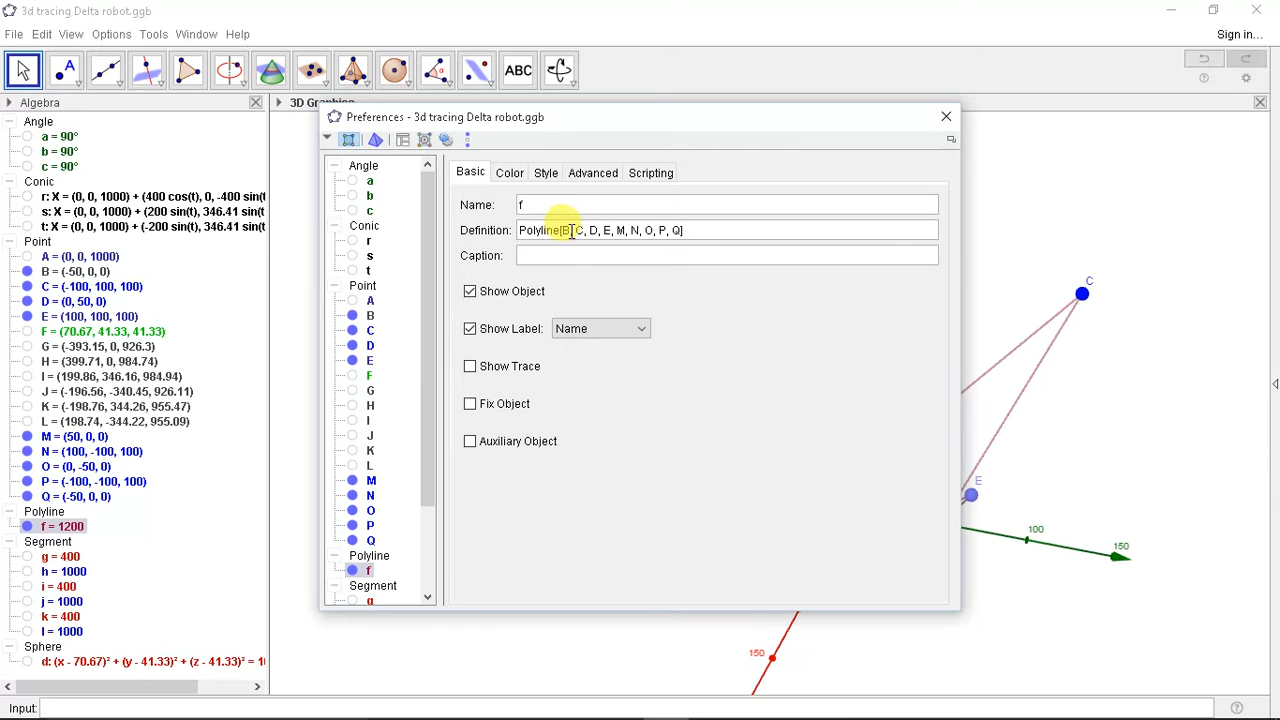 3d tracing Delta robot.ggb
File Edit View Options Tools Window Help
Sign in...
A
ABC
Algebra
3D Graphics
Angle
a = 90°
b = 90°
c = 90°
Conic
r: X = (0, 0, 1000) + (400 cos(t), 0, -400 sin(t
s: X = (0, 0, 1000) + (200 sin(t), 346.41 sin(t
t: X = (0, 0, 1000) + (-200 sin(t), 346.41 sin(t
Point
A = (0, 0, 1000)
B = (-50, 0, 0)
C = (-100, 100, 100)
D = (0, 50, 0)
E = (100, 100, 100)
F = (70.67, 41.33, 41.33)
G = (-393.15, 0, 926.3)
H = (399.71, 0, 984.74)
I = (199.86, 346.16, 984.94)
J = (-196.56, -340.45, 926.11)
K = (-198.76, 344.26, 955.47)
L = (198.74, -344.22, 955.09)
M = (50, 0, 0)
N = (100, -100, 100)
O = (0, -50, 0)
P = (-100, -100, 100)
Q = (-50, 0, 0)
Polyline
f = 1200
Segment
g = 400
h = 1000
i = 400
j = 1000
k = 400
l = 1000
Sphere
d: (x - 70.67)² + (y - 41.33)² + (z - 41.33)² = 1
Input:
Preferences - 3d tracing Delta robot.ggb
Angle
a
b
c
Conic
r
s
t
Point
A
B
C
D
E
F
G
H
I
J
K
L
M
N
O
P
Q
Polyline
f
Segment
g
Basic Color Style Advanced Scripting
Name: f
Definition: Polyline[B, C, D, E, M, N, O, P, Q]
Caption:
Show Object
Show Label: Name
Show Trace
Fix Object
Auxiliary Object
C
E
100
150
150